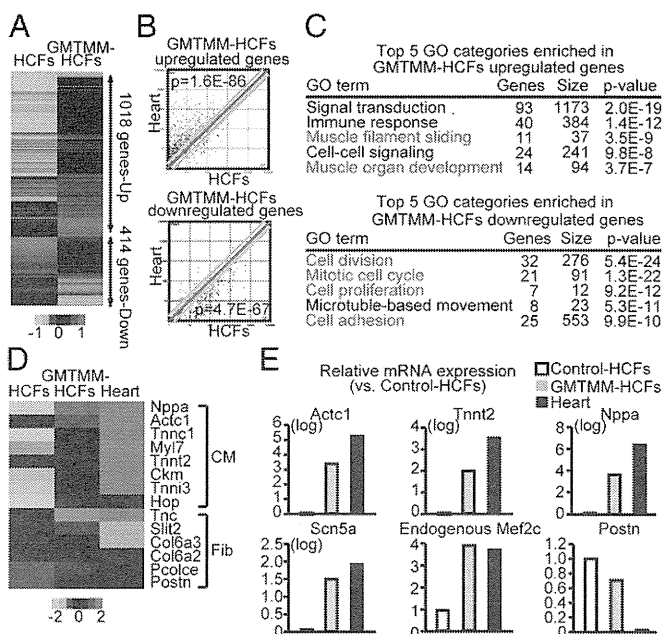 A
HCFs
GMTMM-
HCFs
1018 genes-Up
414 genes-Down
-1 0 1
B
GMTMM-HCFs
upregulated genes
p=1.6E-86
Heart
HCFs
GMTMM-HCFs
downregulated genes
Heart
p=4.7E-67
HCFs
C
Top 5 GO categories enriched in
GMTMM-HCFs upregulated genes
GO term Genes Size p-value
Signal transduction 93 1173 2.0E-19
Immune response 40 384 1.4E-12
Muscle filament sliding 11 37 3.5E-9
Cell-cell signaling 24 241 9.8E-8
Muscle organ development 14 94 3.7E-7
Top 5 GO categories enriched in
GMTMM-HCFs downregulated genes
GO term Genes Size p-value
Cell division 32 276 5.4E-24
Mitotic cell cycle 21 91 1.3E-22
Cell proliferation 7 12 9.2E-12
Microtuble-based movement 8 23 5.3E-11
Cell adhesion 25 553 9.9E-10
D
HCFs
GMTMM-
HCFs
Heart
Nppa
Actc1
Tnnc1
Myl7
Tnnt2
Ckm
Tnni3
Hop
CM
Tnc
Slit2
Col6a3
Col6a2
Pcolce
Postn
Fib
-2 0 2
E
Relative mRNA expression
(vs. Control-HCFs)
Control-HCFs
GMTMM-HCFs
Heart
Actc1
(log)
6
5
4
3
2
1
0
Tnnt2
(log)
4
3
2
1
0
Nppa
(log)
8
6
4
2
0
Scn5a
(log)
2.5
2.0
1.5
1.0
0.5
0
Endogenous Mef2c
4
3
2
1
0
Postn
1.2
1.0
0.8
0.6
0.4
0.2
0